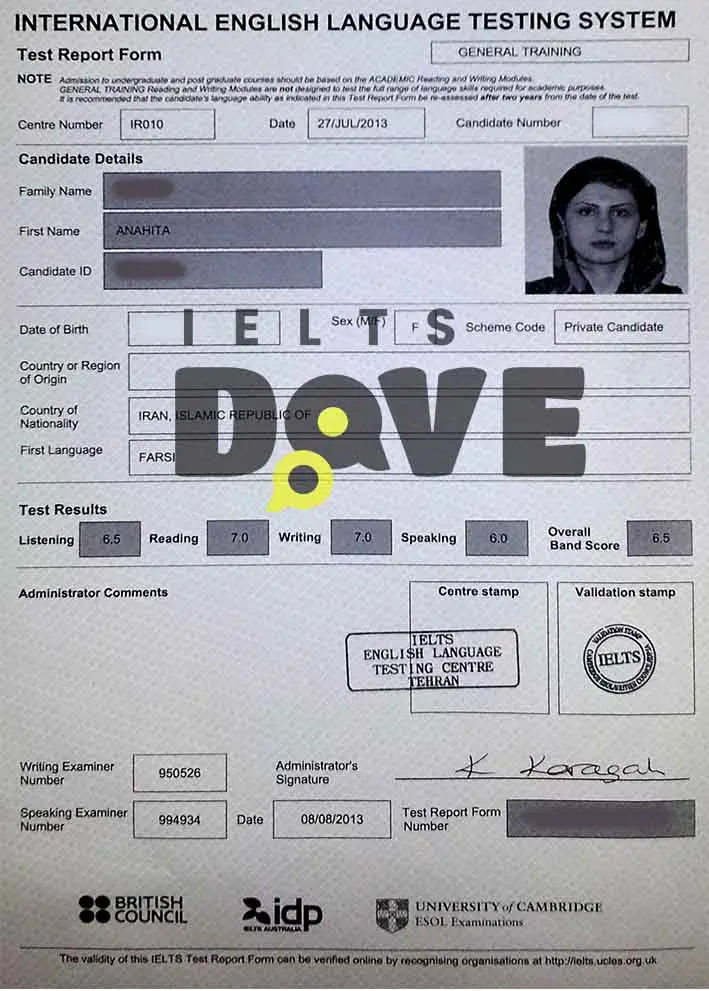 INTERNATIONAL ENGLISH LANGUAGE TESTING SYSTEM
Test Report Form
GENERAL TRAINING
NOTE Admission to undergraduate and post graduate courses should be based on the ACADEMIC Reading and Writing Modules.
GENERAL TRAINING Reading and Writing Modules are not designed to test the full range of language skills required for academic purposes.
It is recommended that the candidate's language ability as indicated in this Test Report Form be re-assessed after two years from the date of the test.
Centre Number IR010 Date 27/JUL/2013 Candidate Number
Candidate Details
Family Name
First Name ANAHITA
Candidate ID
Date of Birth Sex (M/F) F Scheme Code Private Candidate
IELTS
Country or Region
of Origin
DAVE
Country of
Nationality
IRAN, ISLAMIC REPUBLIC OF
First Language FARSI
Test Results
Listening 6.5 Reading 7.0 Writing 7.0 Speaking 6.0 Overall
Band Score 6.5
Administrator Comments
Centre stamp
Validation stamp
IELTS
ENGLISH LANGUAGE
TESTING CENTRE
TEHRAN
VALIDATION STAMP
IELTS
Writing Examiner
Number
950526
Administrator's
Signature
K Karagah
Speaking Examiner
Number
994934
Date 08/08/2013
Test Report Form
Number
BRITISH
COUNCIL
idp
IELTS AUSTRALIA
UNIVERSITY of CAMBRIDGE
ESOL Examinations
The validity of this IELTS Test Report Form can be verified online by recognising organisations at http://ielts.ucles.org.uk